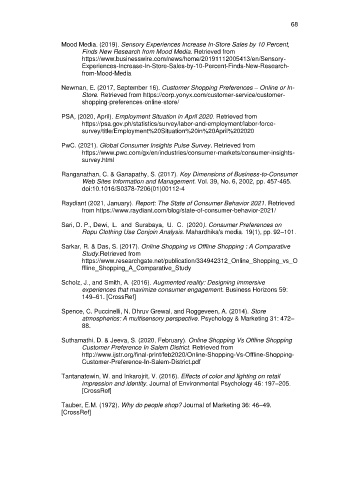 68
Mood Media. (2019). Sensory Experiences Increase In-Store Sales by 10 Percent,
Finds New Research from Mood Media. Retrieved from
https://www.businesswire.com/news/home/20191112005413/en/Sensory-
Experiences-Increase-In-Store-Sales-by-10-Percent-Finds-New-Research-
from-Mood-Media
Newman, E. (2017, September 16). Customer Shopping Preferences – Online or In-
Store. Retrieved from https://corp.yonyx.com/customer-service/customer-
shopping-preferences-online-store/
PSA, (2020, April). Employment Situation in April 2020. Retrieved from
https://psa.gov.ph/statistics/survey/labor-and-employment/labor-force-
survey/title/Employment%20Situation%20in%20April%202020
PwC. (2021). Global Consumer Insights Pulse Survey. Retrieved from
https://www.pwc.com/gx/en/industries/consumer-markets/consumer-insights-
survey.html
Ranganathan, C. & Ganapathy, S. (2017). Key Dimensions of Business-to-Consumer
Web Sites Information and Management. Vol. 39, No. 6, 2002, pp. 457-465.
doi:10.1016/S0378-7206(01)00112-4
Raydiant (2021, January). Report: The State of Consumer Behavior 2021. Retrieved
from https://www.raydiant.com/blog/state-of-consumer-behavior-2021/
Sari, D. P., Dewi, L. and Surabaya, U. C. (2020). Consumer Preferences on
Ropu Clothing Use Conjoin Analysis. Mahardhika's media. 19(1), pp. 92–101.
Sarkar, R. & Das, S. (2017). Online Shopping vs Offline Shopping : A Comparative
Study.Retrieved from
https://www.researchgate.net/publication/334942312_Online_Shopping_vs_O
ffline_Shopping_A_Comparative_Study
Scholz, J., and Smith, A. (2016). Augmented reality: Designing immersive
experiences that maximize consumer engagement. Business Horizons 59:
149–61. [CrossRef]
Spence, C, Puccinelli, N, Dhruv Grewal, and Roggeveen, A. (2014). Store
atmospherics: A multisensory perspective. Psychology & Marketing 31: 472–
88.
Suthamathi, D. & Jeeva, S. (2020, February). Online Shopping Vs Offline Shopping
Customer Preference In Salem District. Retrieved from
http://www.ijstr.org/final-print/feb2020/Online-Shopping-Vs-Offline-Shopping-
Customer-Preference-In-Salem-District.pdf
Tantanatewin, W. and Inkarojrit, V. (2016). Effects of color and lighting on retail
impression and identity. Journal of Environmental Psychology 46: 197–205.
[CrossRef]
Tauber, E.M. (1972). Why do people shop? Journal of Marketing 36: 46–49.
[CrossRef]